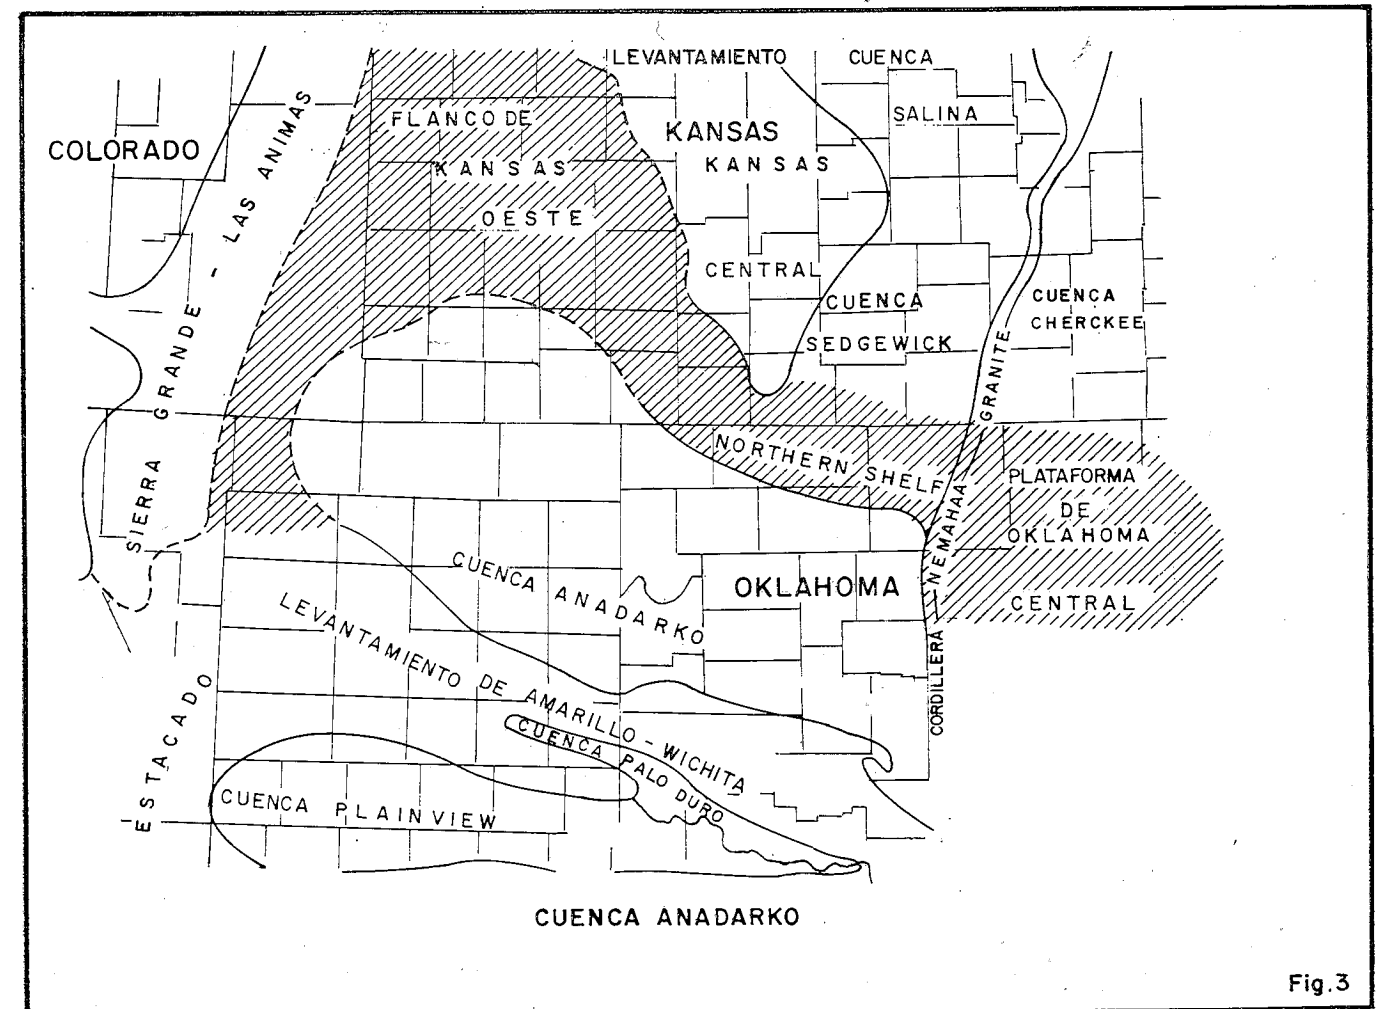 LEVANTAMIENTO
CUENCA
SALINA
COLORADO
FLANCO DE
KANSAS
OESTE
KANSAS
KANSAS
CENTRAL
SIERRA GRANDE - LAS ANIMAS
CUENCA
SEDGEWICK
CUENCA
CHERCKEE
GRANITE
NORTHERN SHELF
PLATAFORMA
DE
OKLAHOMA
CENTRAL
CORDILLERA NEMAHAA
CUENCA ANADARKO
OKLAHOMA
LEVANTAMIENTO DE AMARILLO - WICHITA
ESTACADO
CUENCA PALO DURO
CUENCA PLAINVIEW
CUENCA ANADARKO
Fig.3